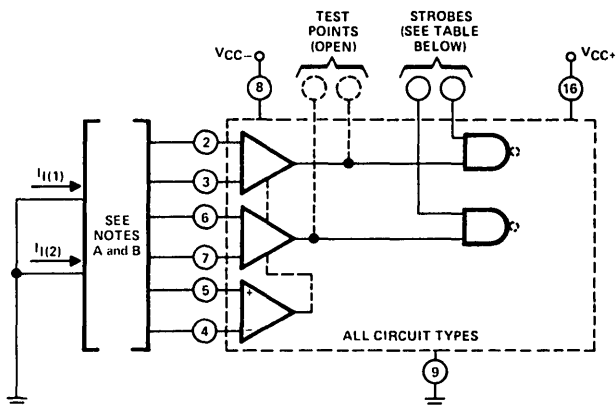 TEST
POINTS
(OPEN)
STROBES
(SEE TABLE
BELOW)
VCC−
VCC+
8
16
2
3
6
7
5
4
II(1)
II(2)
SEE
NOTES
A and B
+
−
ALL CIRCUIT TYPES
9